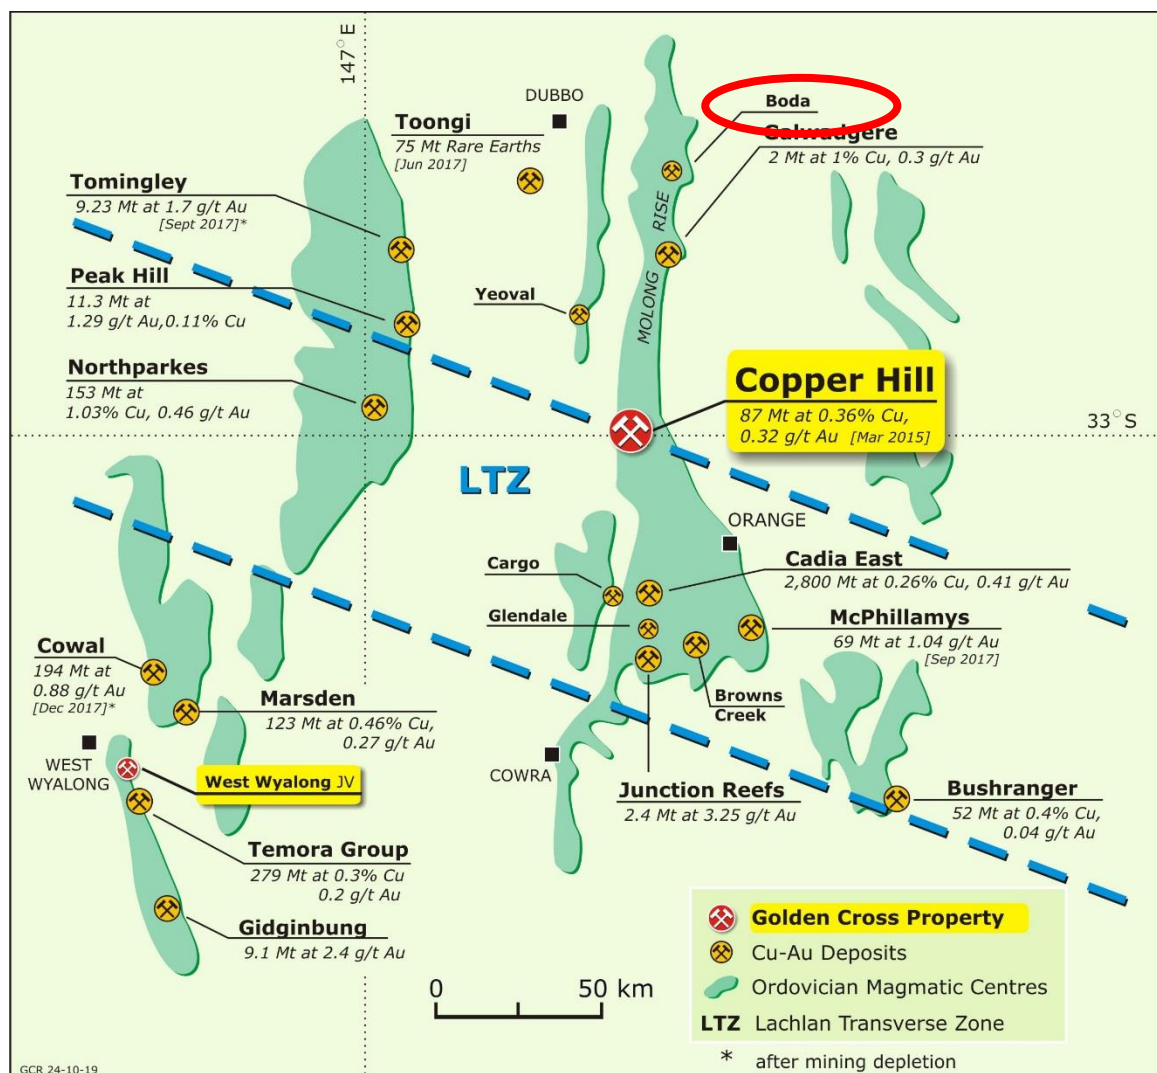 147°E
DUBBO
Boda
Toongi
75 Mt Rare Earths
[Jun 2017]
Galwadgere
2 Mt at 1% Cu, 0.3 g/t Au
Tomingley
9.23 Mt at 1.7 g/t Au
[Sept 2017]*
Peak Hill
11.3 Mt at
1.29 g/t Au,0.11% Cu
Yeoval
MOLONG RISE
Northparkes
153 Mt at
1.03% Cu, 0.46 g/t Au
Copper Hill
87 Mt at 0.36% Cu,
0.32 g/t Au [Mar 2015]
33°S
LTZ
ORANGE
Cargo
Cadia East
2,800 Mt at 0.26% Cu, 0.41 g/t Au
Glendale
McPhillamys
69 Mt at 1.04 g/t Au
[Sep 2017]
Cowal
194 Mt at
0.88 g/t Au
[Dec 2017]*
Marsden
123 Mt at 0.46% Cu,
0.27 g/t Au
Browns
Creek
WEST
WYALONG
West Wyalong JV
COWRA
Junction Reefs
2.4 Mt at 3.25 g/t Au
Bushranger
52 Mt at 0.4% Cu,
0.04 g/t Au
Temora Group
279 Mt at 0.3% Cu
0.2 g/t Au
Gidginbung
9.1 Mt at 2.4 g/t Au
0 50 km
Golden Cross Property
Cu-Au Deposits
Ordovician Magmatic Centres
LTZ Lachlan Transverse Zone
* after mining depletion
GCR 24-10-19